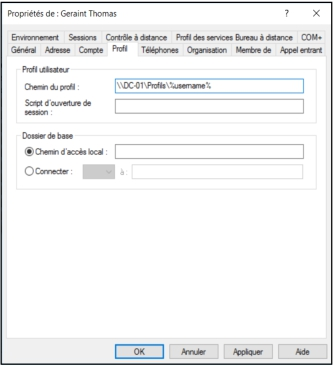 Propriétés de : Geraint Thomas ? ×
Environnement Sessions Contrôle à distance Profil des services Bureau à distance COM+
Général Adresse Compte Profil Téléphones Organisation Membre de Appel entrant
Profil utilisateur
Chemin du profil : \\DC-01\Profils\%username%
Script d'ouverture de
session :
Dossier de base
Chemin d'accès local :
Connecter : à :
OK Annuler Appliquer Aide